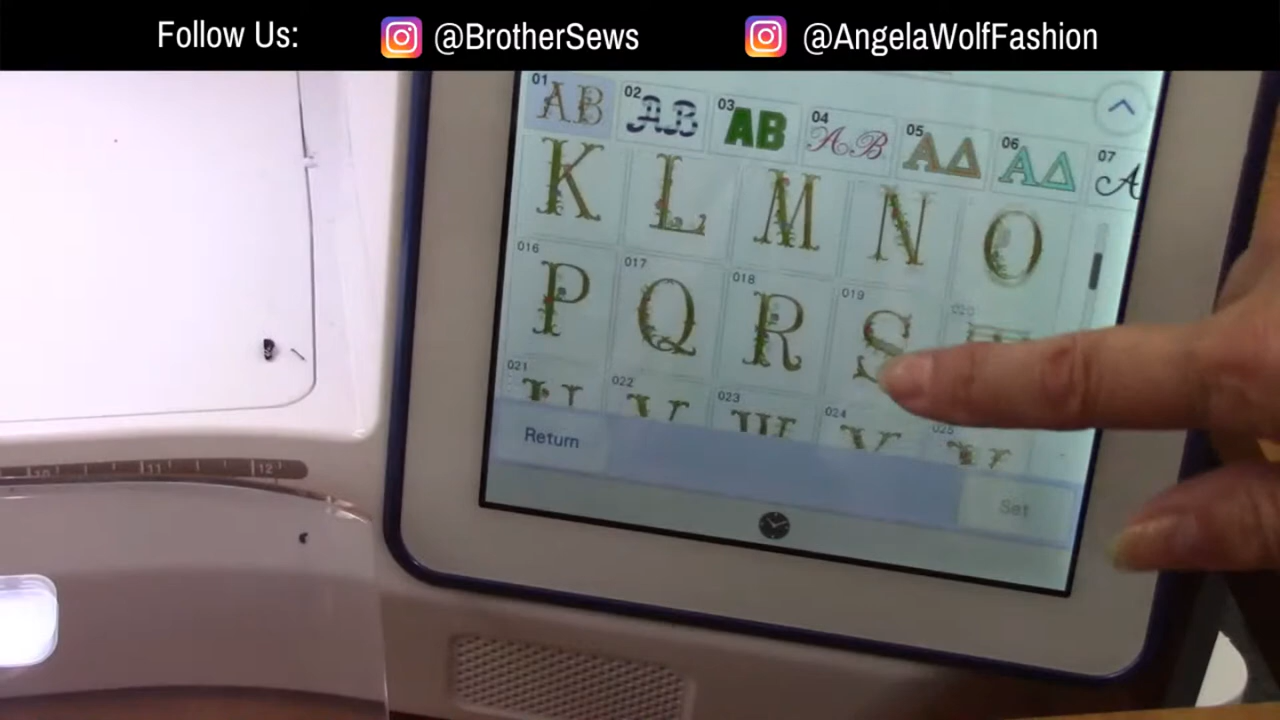 Follow Us: @BrotherSews @AngelaWolfFashion
01 02 03 04 05 06 07
AB AB AB AB ΑΔ ΑΔ A
K L M N O
016 017 018 019 020
P Q R S
021 022 023 024 025
V W
Return Set
10 11 12